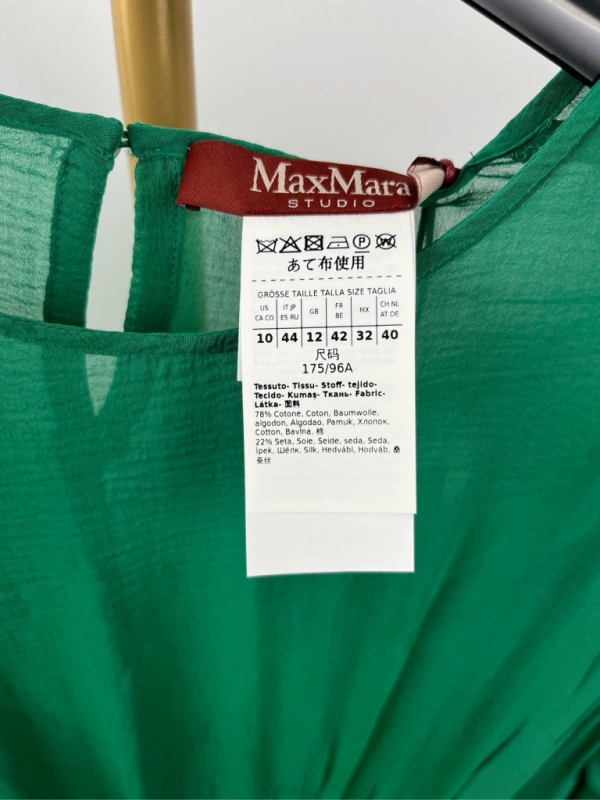 MaxMara
STUDIO
P W
あて布使用
GRÖSSE TAILLE TALLA SIZE TAGLIA
US CA CO IT JP ES RU GB FR BE MX CH NL AT DE
10 44 12 42 32 40
尺码
175/96A
Tessuto- Tissu- Stoff- tejido-
Tecido- Kumaş- Ткань- Fabric-
Látka- 面料
78% Cotone, Coton, Baumwolle,
algodon, Algodao, Pamuk, Хлопок,
Cotton, Bavlna, 棉
22% Seta, Soie, Seide, seda, Seda,
İpek, Шёлк, Silk, Hedvábí, Hodváb, 桑
蚕丝